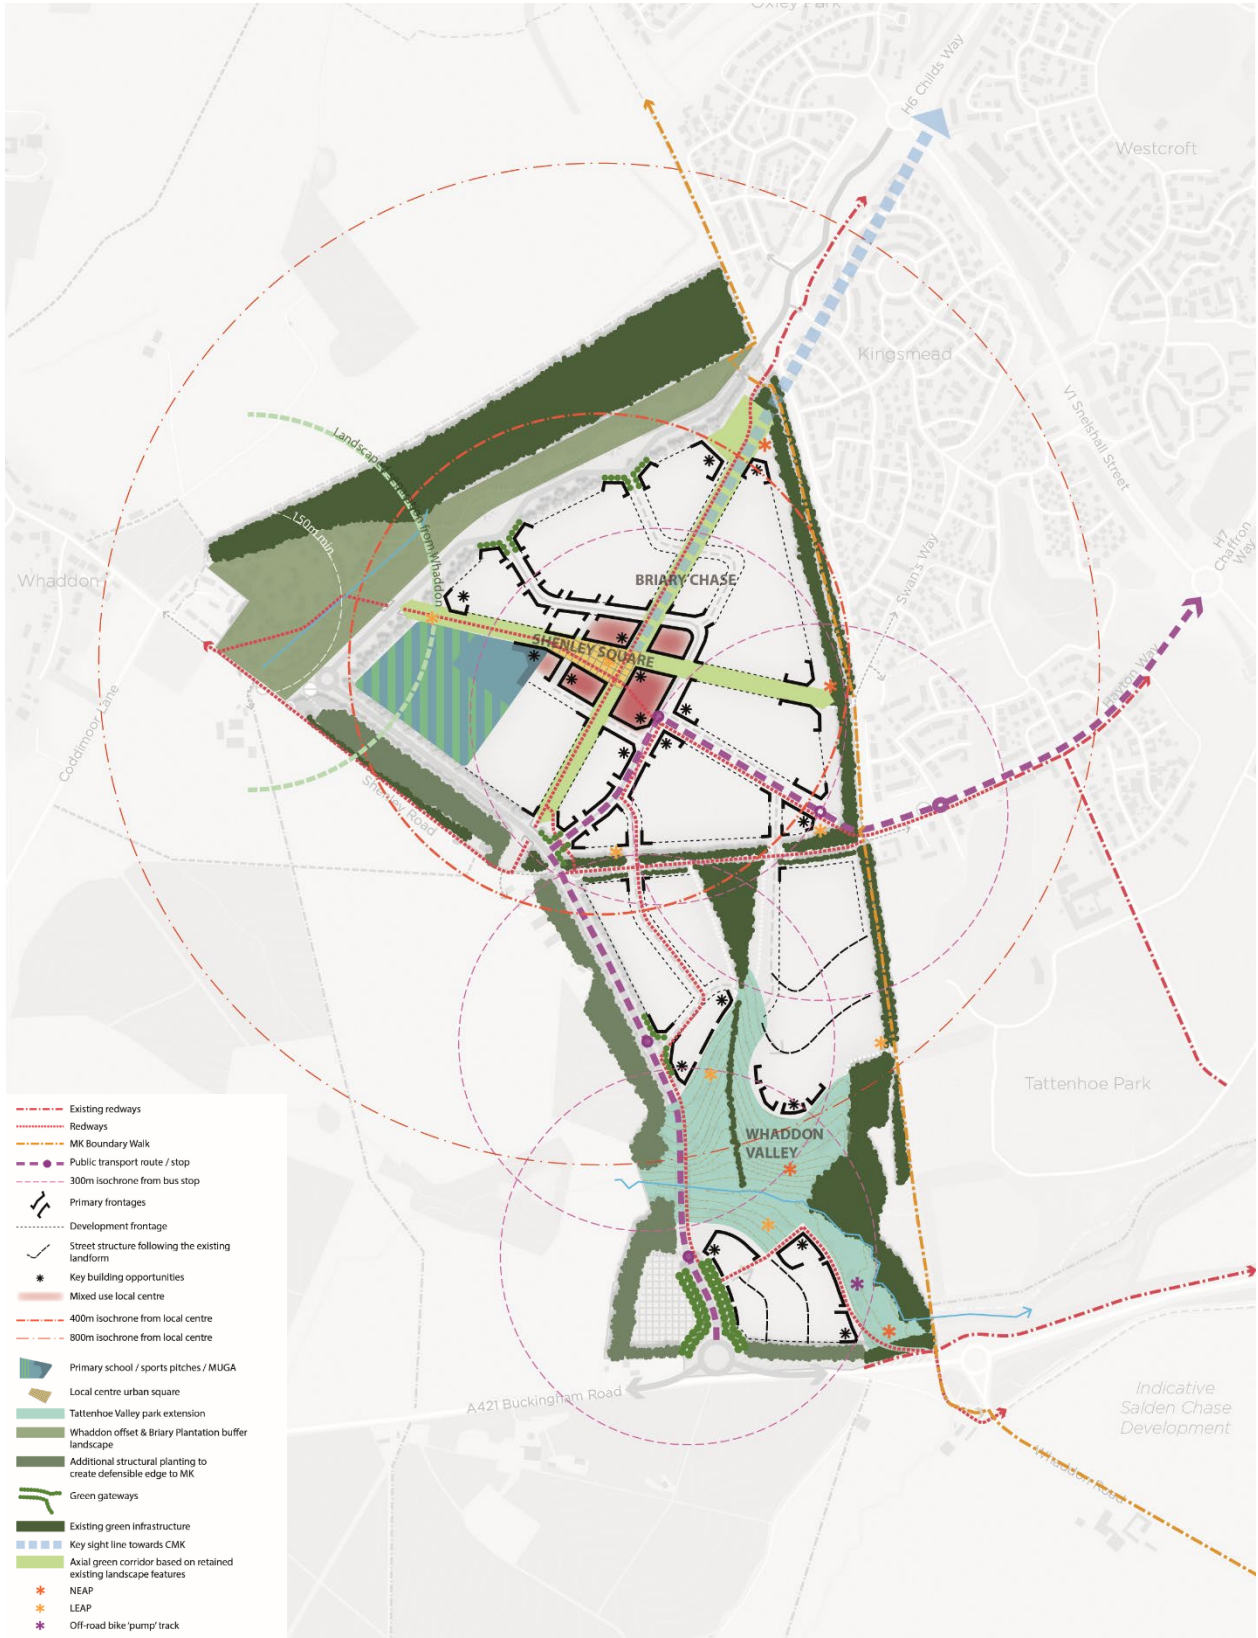 Oxley Park
H6 Childs Way
Westcroft
Kingsmead
V1 Snelshall Street
H7
Chaffron
Way
Landscape
from Whaddon
150m min
Whaddon
BRIARY CHASE
Swan's Way
SHENLEY SQUARE
Coddimoor Lane
Shenley Road
Tattenhoe Park
WHADDON
VALLEY
A421 Buckingham Road
Indicative
Salden Chase
Development
Whaddon Road
Existing redways
Redways
MK Boundary Walk
Public transport route / stop
300m isochrone from bus stop
Primary frontages
Development frontage
Street structure following the existing
landform
Key building opportunities
Mixed use local centre
400m isochrone from local centre
800m isochrone from local centre
Primary school / sports pitches / MUGA
Local centre urban square
Tattenhoe Valley park extension
Whaddon offset & Briary Plantation buffer
landscape
Additional structural planting to
create defensible edge to MK
Green gateways
Existing green infrastructure
Key sight line towards CMK
Axial green corridor based on retained
existing landscape features
NEAP
LEAP
Off-road bike 'pump' track